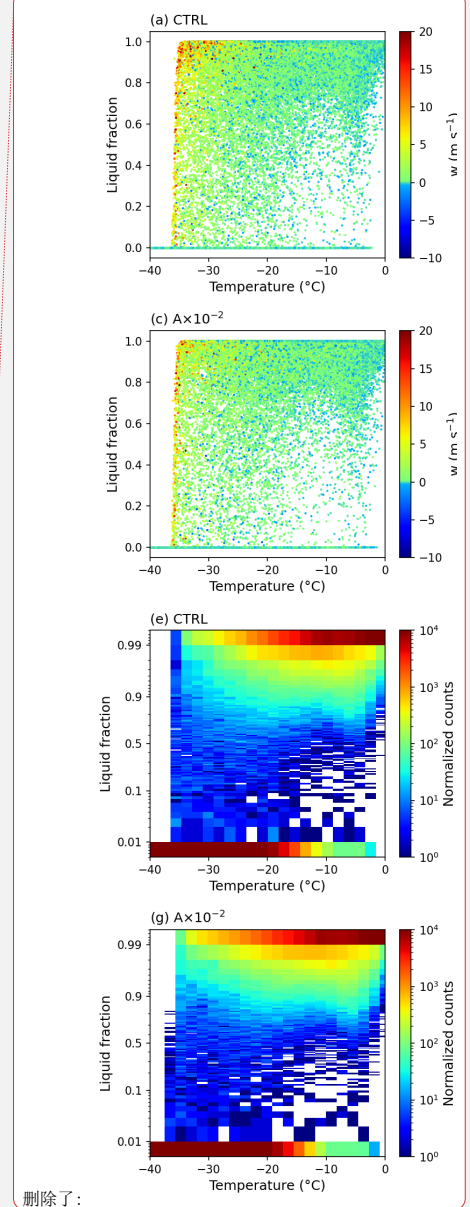 (a) CTRL
1.0
0.8
0.6
0.4
0.2
0.0
Liquid fraction
−40 −30 −20 −10 0
Temperature (°C)
20
15
10
5
0
−5
−10
w (m s⁻¹)
(c) A×10⁻²
1.0
0.8
0.6
0.4
0.2
0.0
Liquid fraction
−40 −30 −20 −10 0
Temperature (°C)
20
15
10
5
0
−5
−10
w (m s⁻¹)
(e) CTRL
0.99
0.9
0.5
0.1
0.01
Liquid fraction
−40 −30 −20 −10 0
Temperature (°C)
10⁴
10³
10²
10¹
10⁰
Normalized counts
(g) A×10⁻²
0.99
0.9
0.5
0.1
0.01
Liquid fraction
−40 −30 −20 −10 0
Temperature (°C)
10⁴
10³
10²
10¹
10⁰
Normalized counts
删除了: